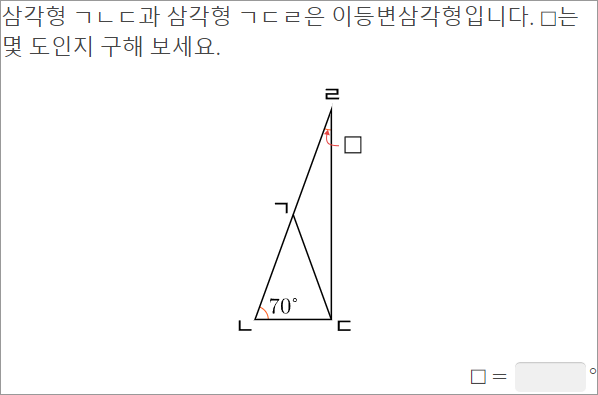 삼각형 ㄱㄴㄷ과 삼각형 ㄱㄷㄹ은 이등변삼각형입니다. □는
몇 도인지 구해 보세요.
ㄹ
□
ㄱ
70°
ㄴ
ㄷ
□ = °